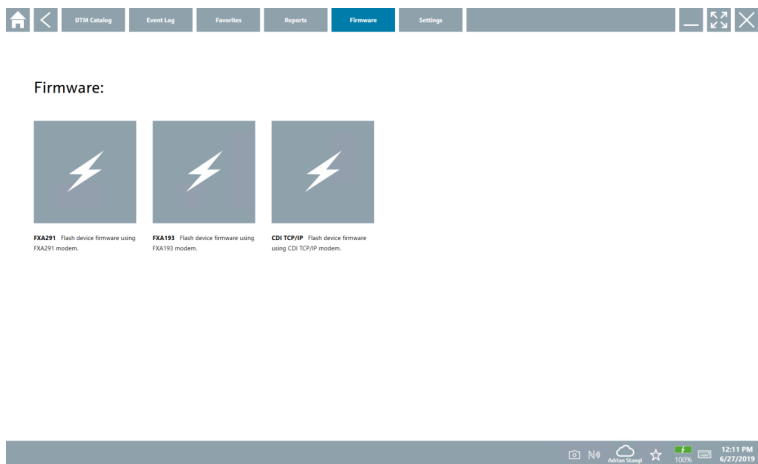 DTM Catalog
Event Log
Favorites
Reports
Firmware
Settings
Firmware:
FXA291 Flash device firmware using
FXA291 modem.
FXA193 Flash device firmware using
FXA193 modem.
CDI TCP/IP Flash device firmware
using CDI TCP/IP modem.
Adrian Stangl
100%
12:11 PM
6/27/2019